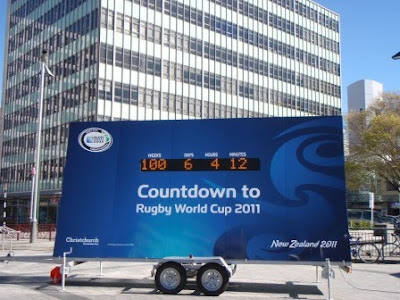 WEEKS DAYS HOURS MINUTES
100 6 4 12
Countdown to
Rugby World Cup 2011
Christchurch
New Zealand 2011